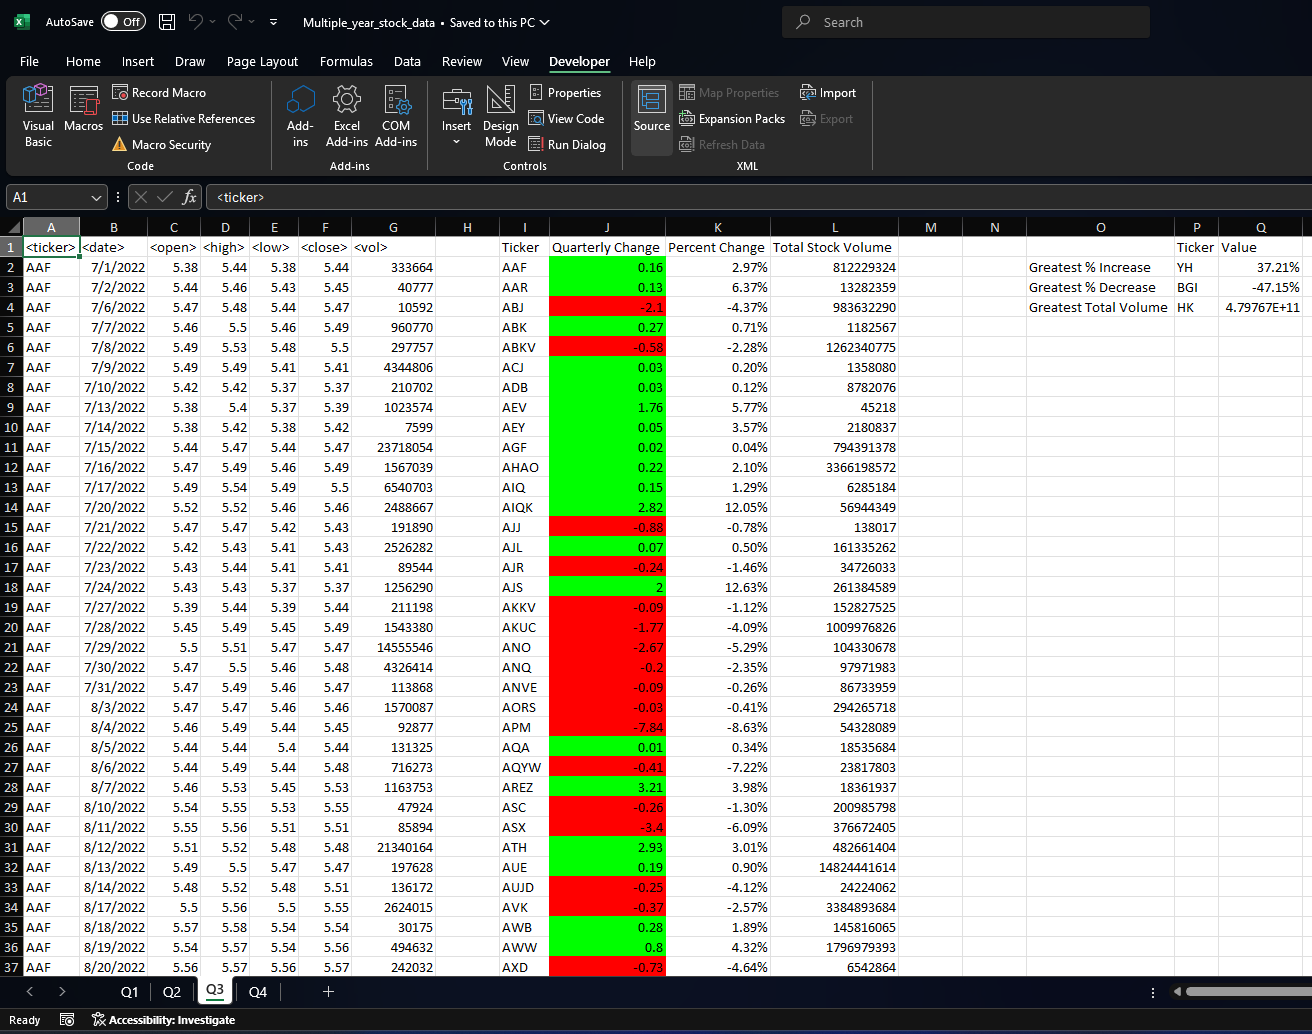 AutoSave Off Multiple_year_stock_data • Saved to this PC Search
File Home Insert Draw Page Layout Formulas Data Review View Developer Help
Visual Basic
Macros
Record Macro
Use Relative References
Macro Security
Code
Add-ins
Excel Add-ins
COM Add-ins
Add-ins
Insert
Design Mode
Properties
View Code
Run Dialog
Controls
Source
Map Properties
Expansion Packs
Refresh Data
Import
Export
XML
A1 fx <ticker>
A B C D E F G H I J K L M N O P Q
1 <ticker> <date> <open> <high> <low> <close> <vol> Ticker Quarterly Change Percent Change Total Stock Volume Ticker Value
2 AAF 7/1/2022 5.38 5.44 5.38 5.44 333664 AAF 0.16 2.97% 812229324 Greatest % Increase YH 37.21%
3 AAF 7/2/2022 5.44 5.46 5.43 5.45 40777 AAR 0.13 6.37% 13282359 Greatest % Decrease BGI -47.15%
4 AAF 7/6/2022 5.47 5.48 5.44 5.47 10592 ABJ -2.1 -4.37% 983632290 Greatest Total Volume HK 4.79767E+11
5 AAF 7/7/2022 5.46 5.5 5.46 5.49 960770 ABK 0.27 0.71% 1182567
6 AAF 7/8/2022 5.49 5.53 5.48 5.5 297757 ABKV -0.58 -2.28% 1262340775
7 AAF 7/9/2022 5.49 5.49 5.41 5.41 4344806 ACJ 0.03 0.20% 1358080
8 AAF 7/10/2022 5.42 5.42 5.37 5.37 210702 ADB 0.03 0.12% 8782076
9 AAF 7/13/2022 5.38 5.4 5.37 5.39 1023574 AEV 1.76 5.77% 45218
10 AAF 7/14/2022 5.38 5.42 5.38 5.42 7599 AEY 0.05 3.57% 2180837
11 AAF 7/15/2022 5.44 5.47 5.44 5.47 23718054 AGF 0.02 0.04% 794391378
12 AAF 7/16/2022 5.47 5.49 5.46 5.49 1567039 AHAO 0.22 2.10% 3366198572
13 AAF 7/17/2022 5.49 5.54 5.49 5.5 6540703 AIQ 0.15 1.29% 6285184
14 AAF 7/20/2022 5.52 5.52 5.46 5.46 2488667 AIQK 2.82 12.05% 56944349
15 AAF 7/21/2022 5.47 5.47 5.42 5.43 191890 AJJ -0.88 -0.78% 138017
16 AAF 7/22/2022 5.42 5.43 5.41 5.43 2526282 AJL 0.07 0.50% 161335262
17 AAF 7/23/2022 5.43 5.44 5.41 5.41 89544 AJR -0.24 -1.46% 34726033
18 AAF 7/24/2022 5.43 5.43 5.37 5.37 1256290 AJS 2 12.63% 261384589
19 AAF 7/27/2022 5.39 5.44 5.39 5.44 211198 AKKV -0.09 -1.12% 152827525
20 AAF 7/28/2022 5.45 5.49 5.45 5.49 1543380 AKUC -1.77 -4.09% 1009976826
21 AAF 7/29/2022 5.5 5.51 5.47 5.47 14555546 ANO -2.67 -5.29% 104330678
22 AAF 7/30/2022 5.47 5.5 5.46 5.48 4326414 ANQ -0.2 -2.35% 97971983
23 AAF 7/31/2022 5.47 5.49 5.46 5.47 113868 ANVE -0.09 -0.26% 86733959
24 AAF 8/3/2022 5.47 5.47 5.46 5.46 1570087 AORS -0.03 -0.41% 294265718
25 AAF 8/4/2022 5.46 5.49 5.44 5.45 92877 APM -7.84 -8.63% 54328089
26 AAF 8/5/2022 5.44 5.44 5.4 5.44 131325 AQA 0.01 0.34% 18535684
27 AAF 8/6/2022 5.44 5.49 5.44 5.48 716273 AQYW -0.41 -7.22% 23817803
28 AAF 8/7/2022 5.46 5.53 5.45 5.53 1163753 AREZ 3.21 3.98% 18361937
29 AAF 8/10/2022 5.54 5.55 5.53 5.55 47924 ASC -0.26 -1.30% 200985798
30 AAF 8/11/2022 5.55 5.56 5.51 5.51 85894 ASX -3.4 -6.09% 376672405
31 AAF 8/12/2022 5.51 5.52 5.48 5.48 21340164 ATH 2.93 3.01% 482661404
32 AAF 8/13/2022 5.49 5.5 5.47 5.47 197628 AUE 0.19 0.90% 14824441614
33 AAF 8/14/2022 5.48 5.52 5.48 5.51 136172 AUJD -0.25 -4.12% 24224062
34 AAF 8/17/2022 5.5 5.56 5.5 5.55 2624015 AVK -0.37 -2.57% 3384893684
35 AAF 8/18/2022 5.57 5.58 5.54 5.54 30175 AWB 0.28 1.89% 145816065
36 AAF 8/19/2022 5.54 5.57 5.54 5.56 494632 AWW 0.8 4.32% 1796979393
37 AAF 8/20/2022 5.56 5.57 5.56 5.57 242032 AXD -0.73 -4.64% 6542864
Q1 Q2 Q3 Q4 +
Ready Accessibility: Investigate